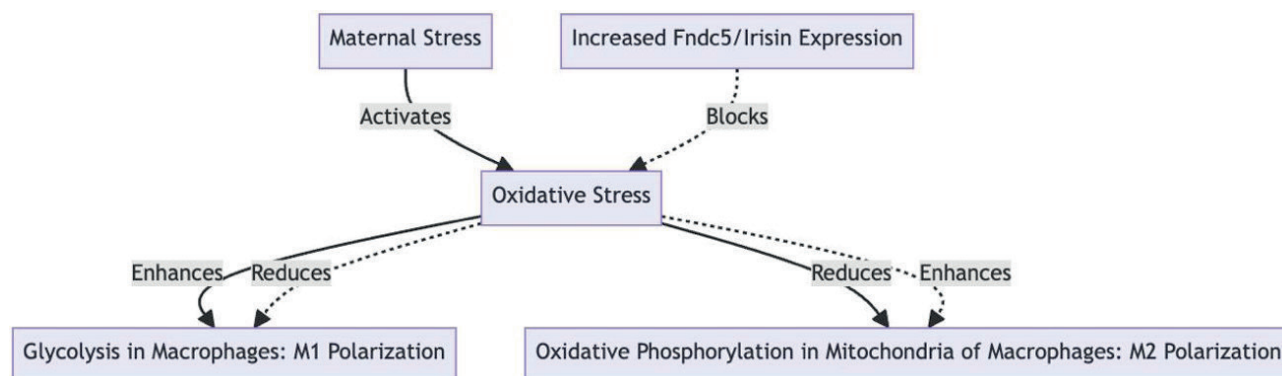 Maternal Stress
Increased Fndc5/Irisin Expression
Activates
Blocks
Oxidative Stress
Enhances
Reduces
Reduces
Enhances
Glycolysis in Macrophages: M1 Polarization
Oxidative Phosphorylation in Mitochondria of Macrophages: M2 Polarization